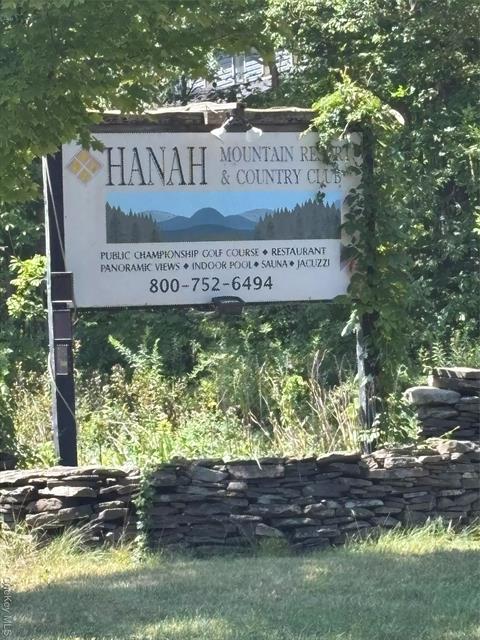 HANAH
MOUNTAIN RESORT
& COUNTRY CLUB
PUBLIC CHAMPIONSHIP GOLF COURSE ◆ RESTAURANT
PANORAMIC VIEWS ◆ INDOOR POOL ◆ SAUNA ◆ JACUZZI
800-752-6494
OneKey MLS